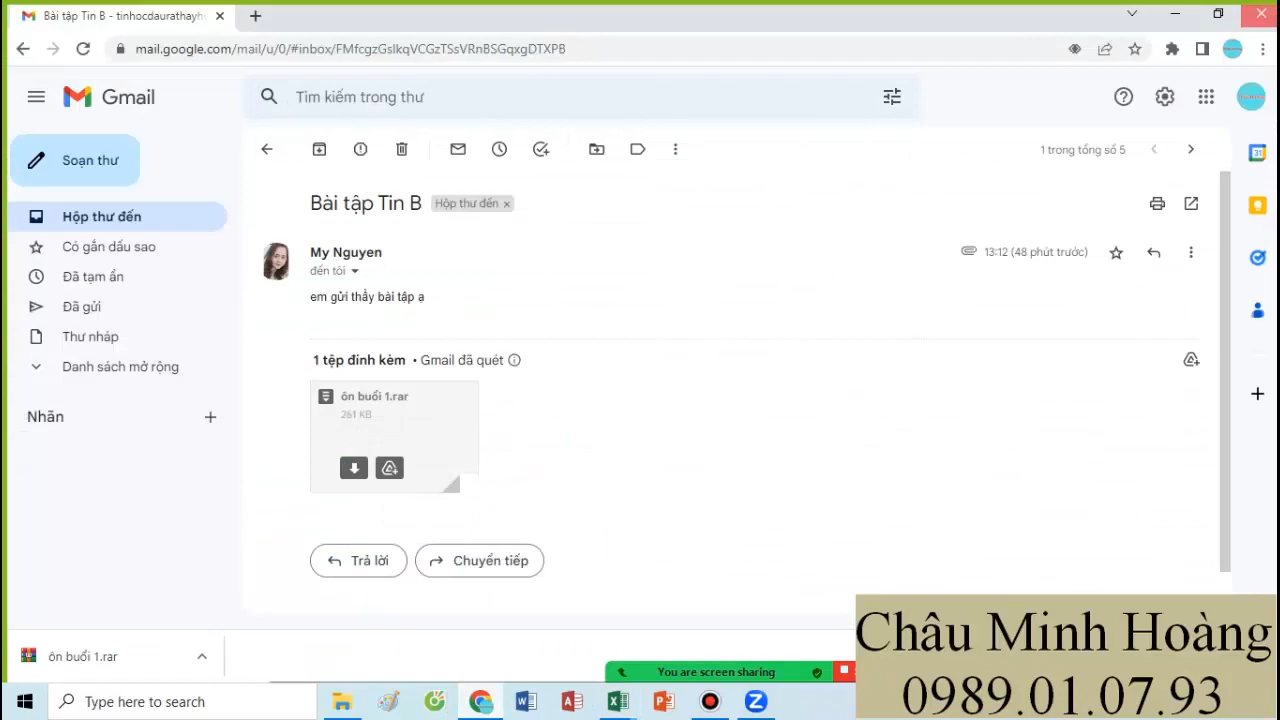 Bài tập Tin B - tinhocdaurathayh
mail.google.com/mail/u/0/#inbox/FMfcgzGslkqVCGzTSsVRnBSGqxgDTXPB
Gmail
Tìm kiếm trong thư
Soạn thư
1 trong tổng số 5
Bài tập Tin B Hộp thư đến ×
Hộp thư đến
Có gắn dấu sao
Đã tạm ẩn
Đã gửi
Thư nháp
Danh sách mở rộng
Nhãn
My Nguyen
13:12 (48 phút trước)
đến tôi
em gửi thầy bài tập ạ
1 tệp đính kèm • Gmail đã quét
ôn buổi 1.rar
261 KB
Trả lời
Chuyển tiếp
ôn buổi 1.rar
You are screen sharing
Type here to search
Châu Minh Hoàng
0989.01.07.93